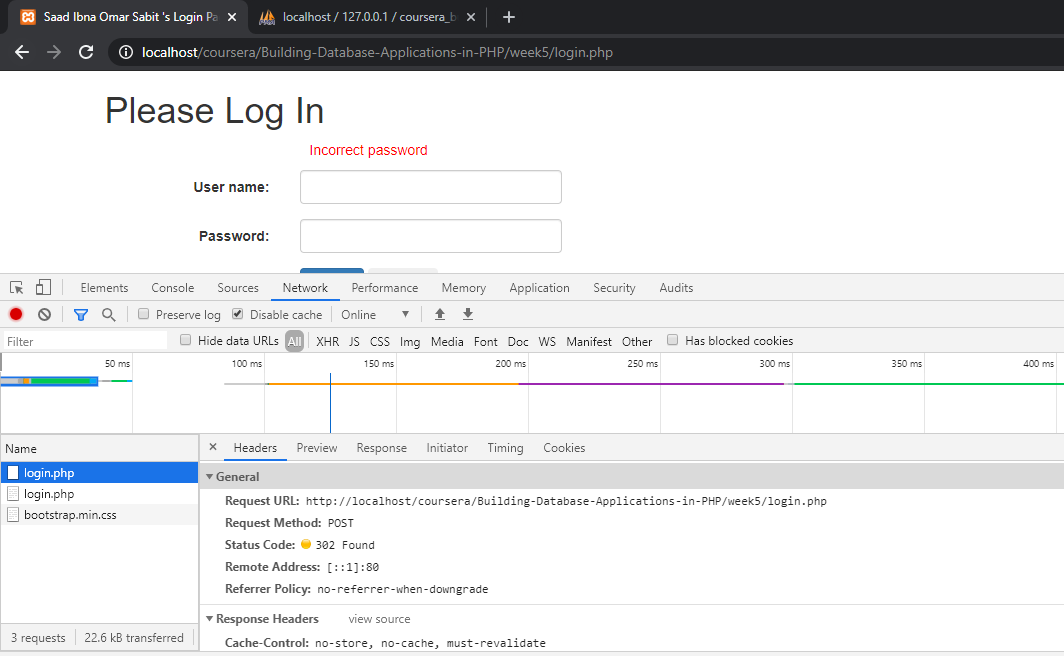 Saad Ibna Omar Sabit 's Login Pa
localhost / 127.0.0.1 / coursera_b
localhost/coursera/Building-Database-Applications-in-PHP/week5/login.php
Please Log In
Incorrect password
User name:
Password:
Elements Console Sources Network Performance Memory Application Security Audits
Preserve log Disable cache Online
Filter Hide data URLs All XHR JS CSS Img Media Font Doc WS Manifest Other Has blocked cookies
50 ms 100 ms 150 ms 200 ms 250 ms 300 ms 350 ms 400 ms
Name
login.php
login.php
bootstrap.min.css
3 requests 22.6 kB transferred
Headers Preview Response Initiator Timing Cookies
General
Request URL: http://localhost/coursera/Building-Database-Applications-in-PHP/week5/login.php
Request Method: POST
Status Code: 302 Found
Remote Address: [::1]:80
Referrer Policy: no-referrer-when-downgrade
Response Headers view source
Cache-Control: no-store, no-cache, must-revalidate